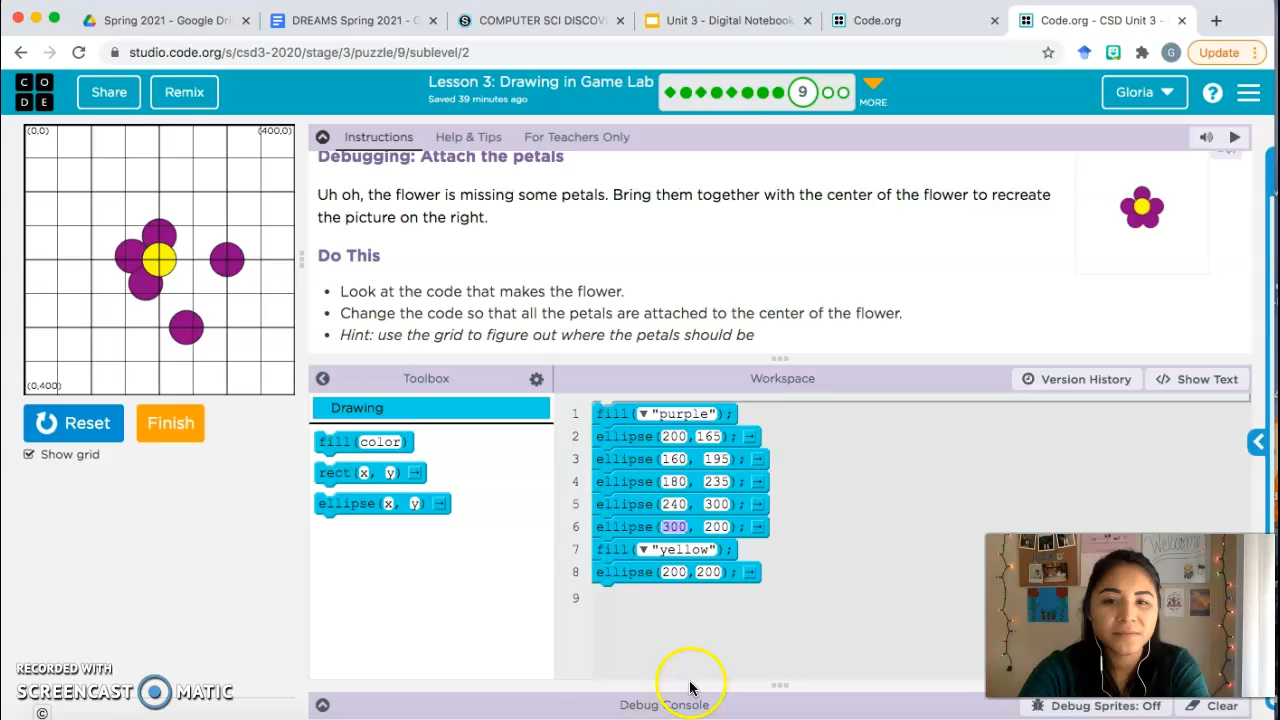 Spring 2021 - Google Dri
DREAMS Spring 2021 - G
COMPUTER SCI DISCOV
Unit 3 - Digital Notebook
Code.org
Code.org - CSD Unit 3 -
studio.code.org/s/csd3-2020/stage/3/puzzle/9/sublevel/2
G
Update
C O
D E
Share
Remix
Lesson 3: Drawing in Game Lab
Saved 39 minutes ago
9
MORE
Gloria
(0,0)
(400,0)
(0,400)
Instructions
Help & Tips
For Teachers Only
Debugging: Attach the petals
Uh oh, the flower is missing some petals. Bring them together with the center of the flower to recreate
the picture on the right.
Do This
• Look at the code that makes the flower.
• Change the code so that all the petals are attached to the center of the flower.
• Hint: use the grid to figure out where the petals should be
Reset
Finish
Show grid
Toolbox
Workspace
Version History
</> Show Text
Drawing
fill(color)
rect(x, y)
ellipse(x, y)
1 fill("purple");
2 ellipse(200,165);
3 ellipse(160, 195);
4 ellipse(180, 235);
5 ellipse(240, 300);
6 ellipse(300, 200);
7 fill("yellow");
8 ellipse(200,200);
9
Welcome
Debug Console
Debug Sprites: Off
Clear
RECORDED WITH
SCREENCAST MATIC
©